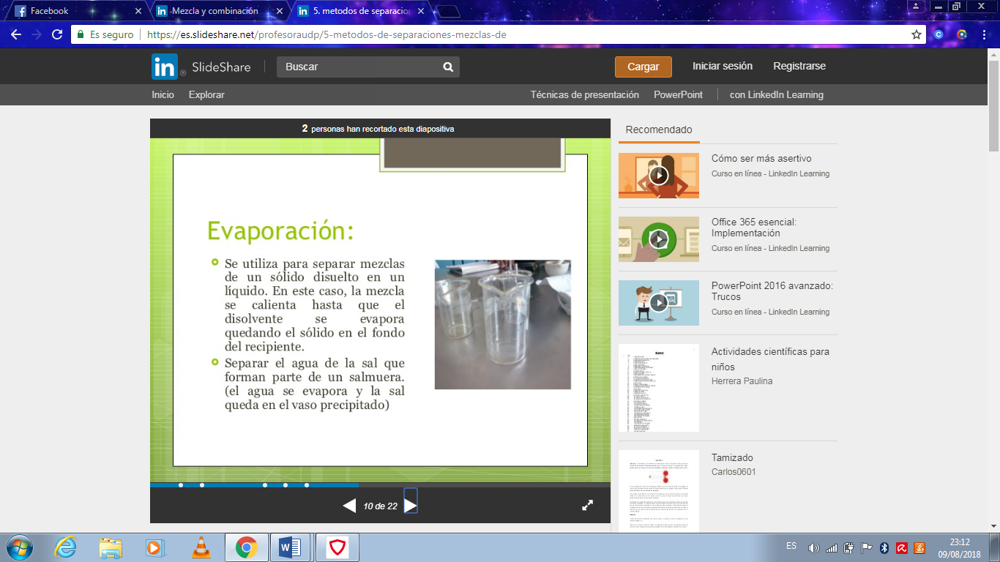 Facebook
Mezcla y combinación
5. metodos de separacion
Es seguro
https://es.slideshare.net/profesoraudp/5-metodos-de-separaciones-mezclas-de
in SlideShare
Buscar
Cargar
Iniciar sesión
Registrarse
Inicio
Explorar
Técnicas de presentación
PowerPoint
con LinkedIn Learning
2 personas han recortado esta diapositiva
Evaporación:
Se utiliza para separar mezclas
de un sólido disuelto en un
líquido. En este caso, la mezcla
se calienta hasta que el
disolvente se evapora
quedando el sólido en el fondo
del recipiente.
Separar el agua de la sal que
forman parte de un salmuera.
(el agua se evapora y la sal
queda en el vaso precipitado)
10 de 22
Recomendado
Cómo ser más asertivo
Curso en línea - LinkedIn Learning
Office 365 esencial:
Implementación
Curso en línea - LinkedIn Learning
PowerPoint 2016 avanzado:
Trucos
Curso en línea - LinkedIn Learning
Actividades científicas para
niños
Herrera Paulina
Tamizado
Carlos0601
ES
23:12
09/08/2018